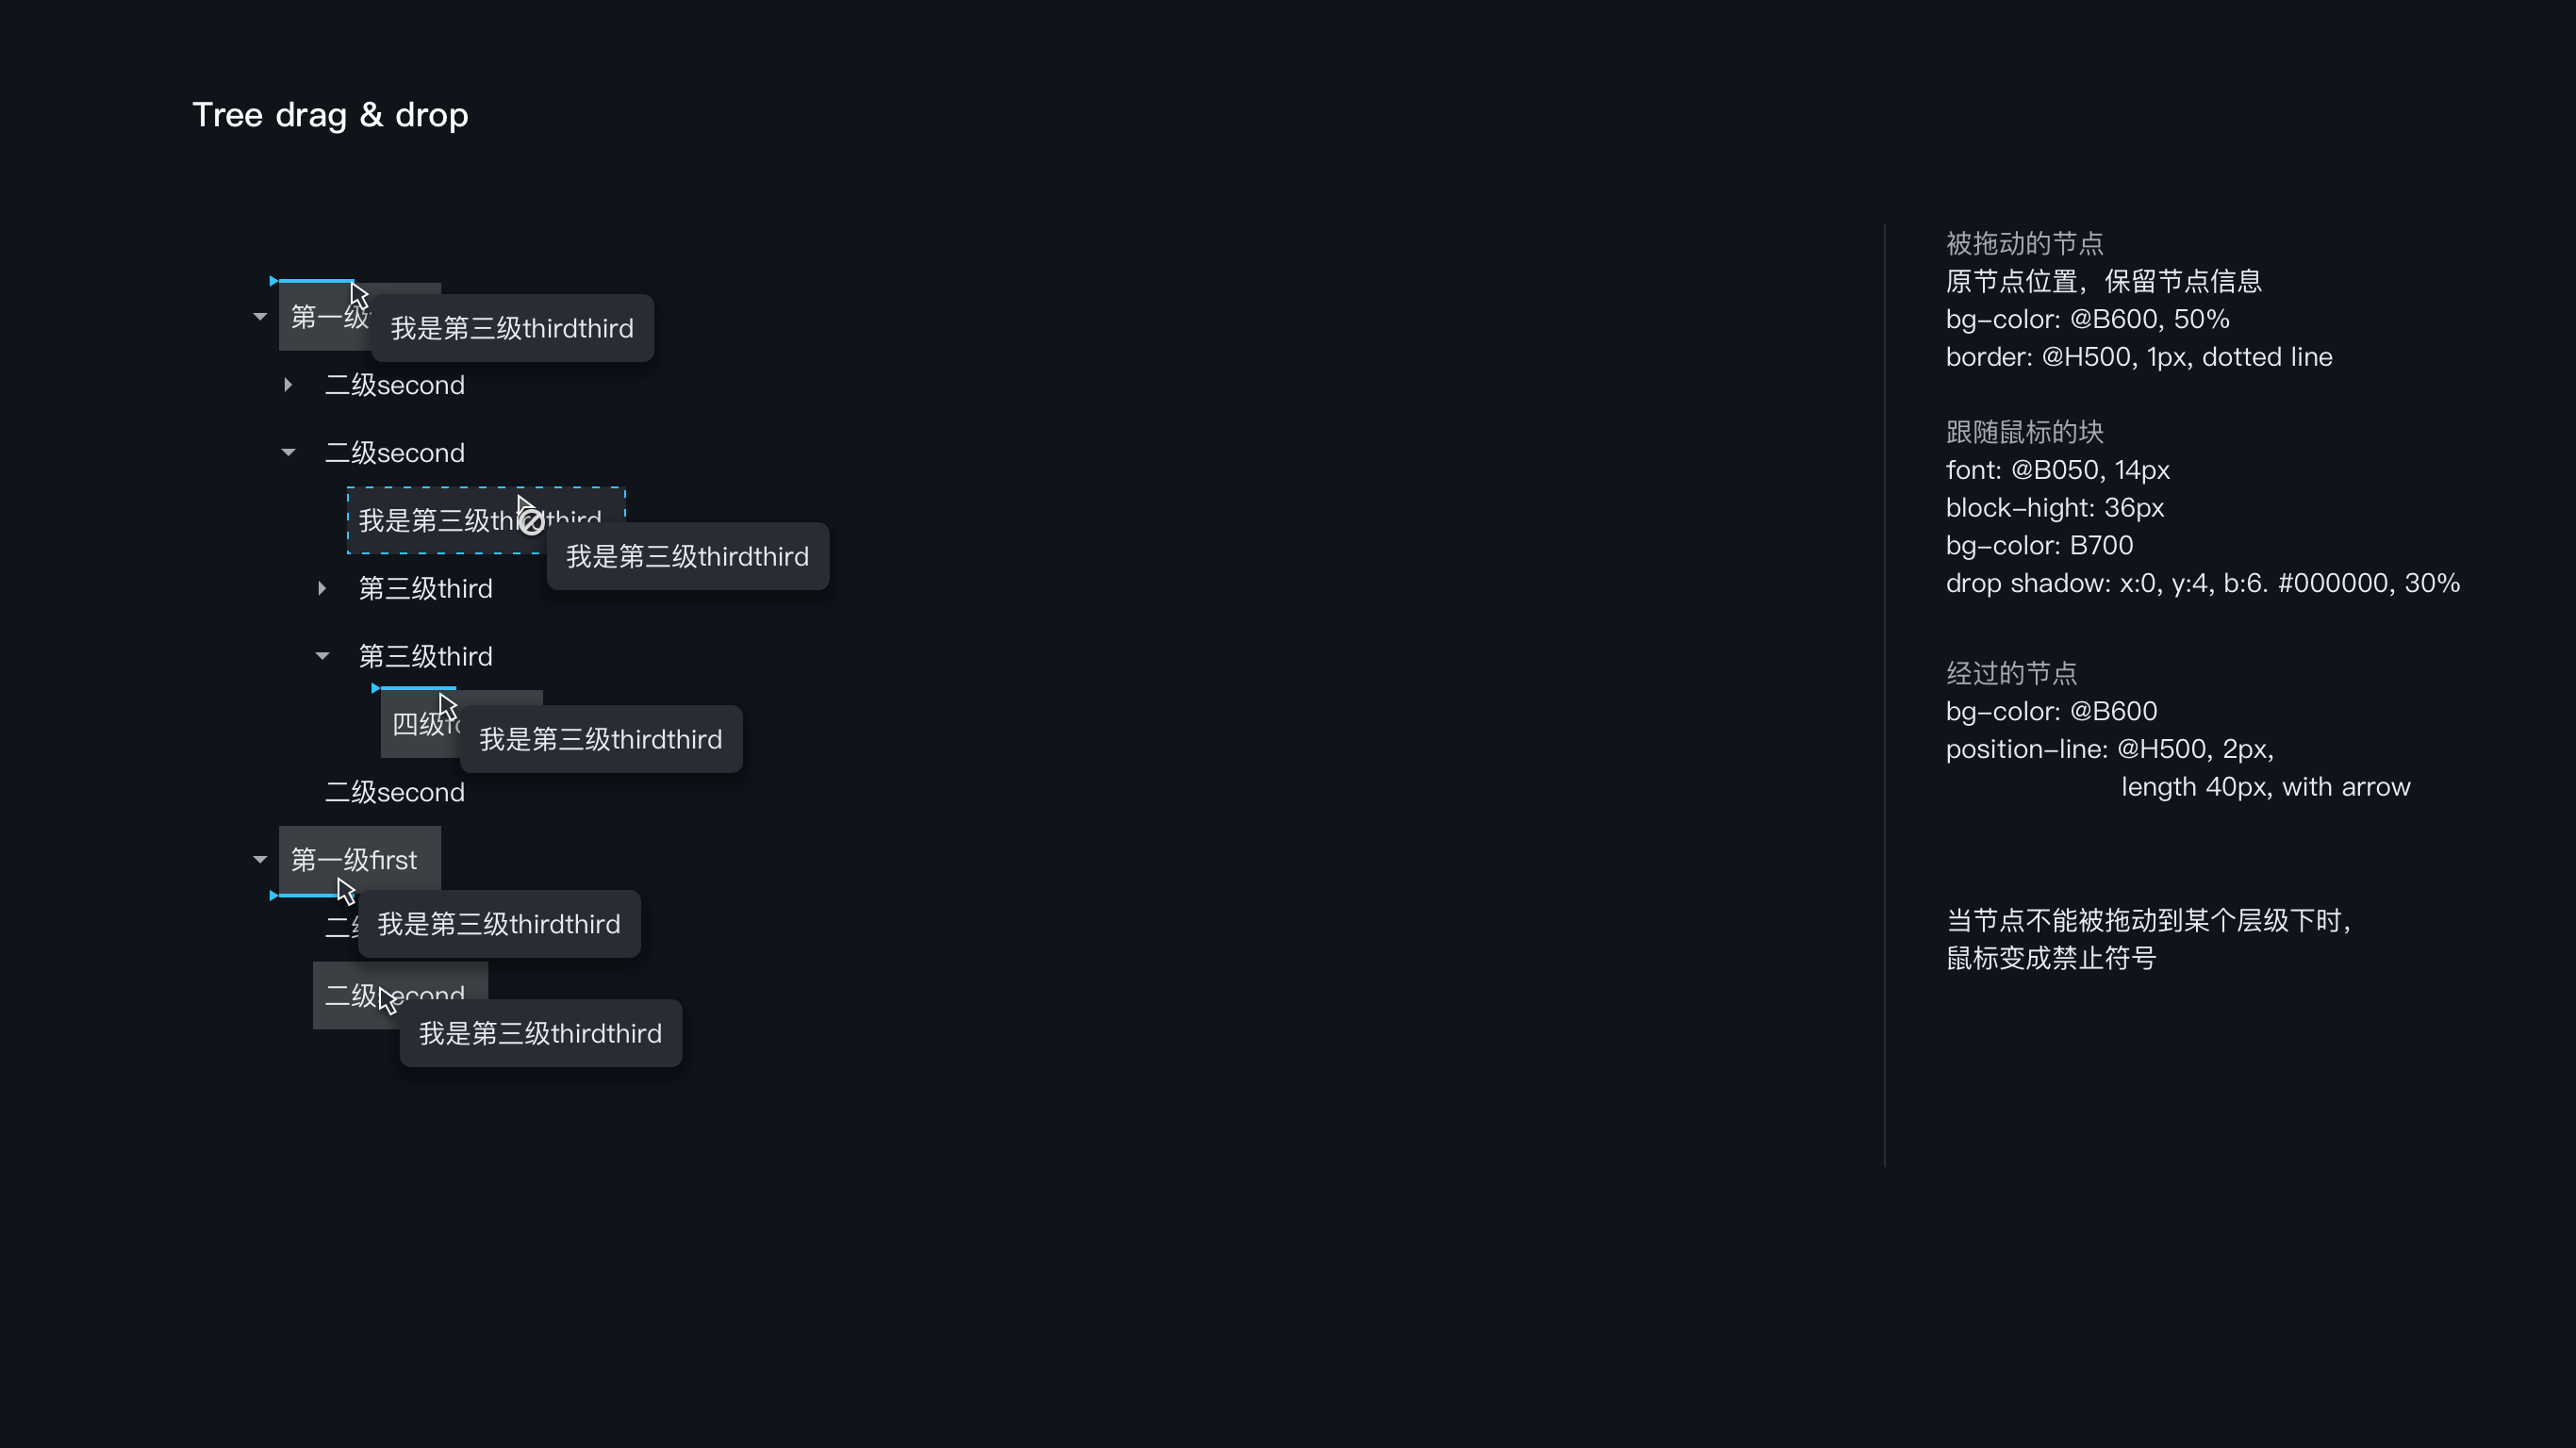 Tree drag & drop
第一级
我是第三级thirdthird
二级second
二级second
我是第三级thirdthird
我是第三级thirdthird
第三级third
第三级third
四级
我是第三级thirdthird
二级second
第一级first
我是第三级thirdthird
二级second
我是第三级thirdthird
被拖动的节点
原节点位置，保留节点信息
bg-color: @B600, 50%
border: @H500, 1px, dotted line
跟随鼠标的块
font: @B050, 14px
block-hight: 36px
bg-color: B700
drop shadow: x:0, y:4, b:6. #000000, 30%
经过的节点
bg-color: @B600
position-line: @H500, 2px,
length 40px, with arrow
当节点不能被拖动到某个层级下时，
鼠标变成禁止符号